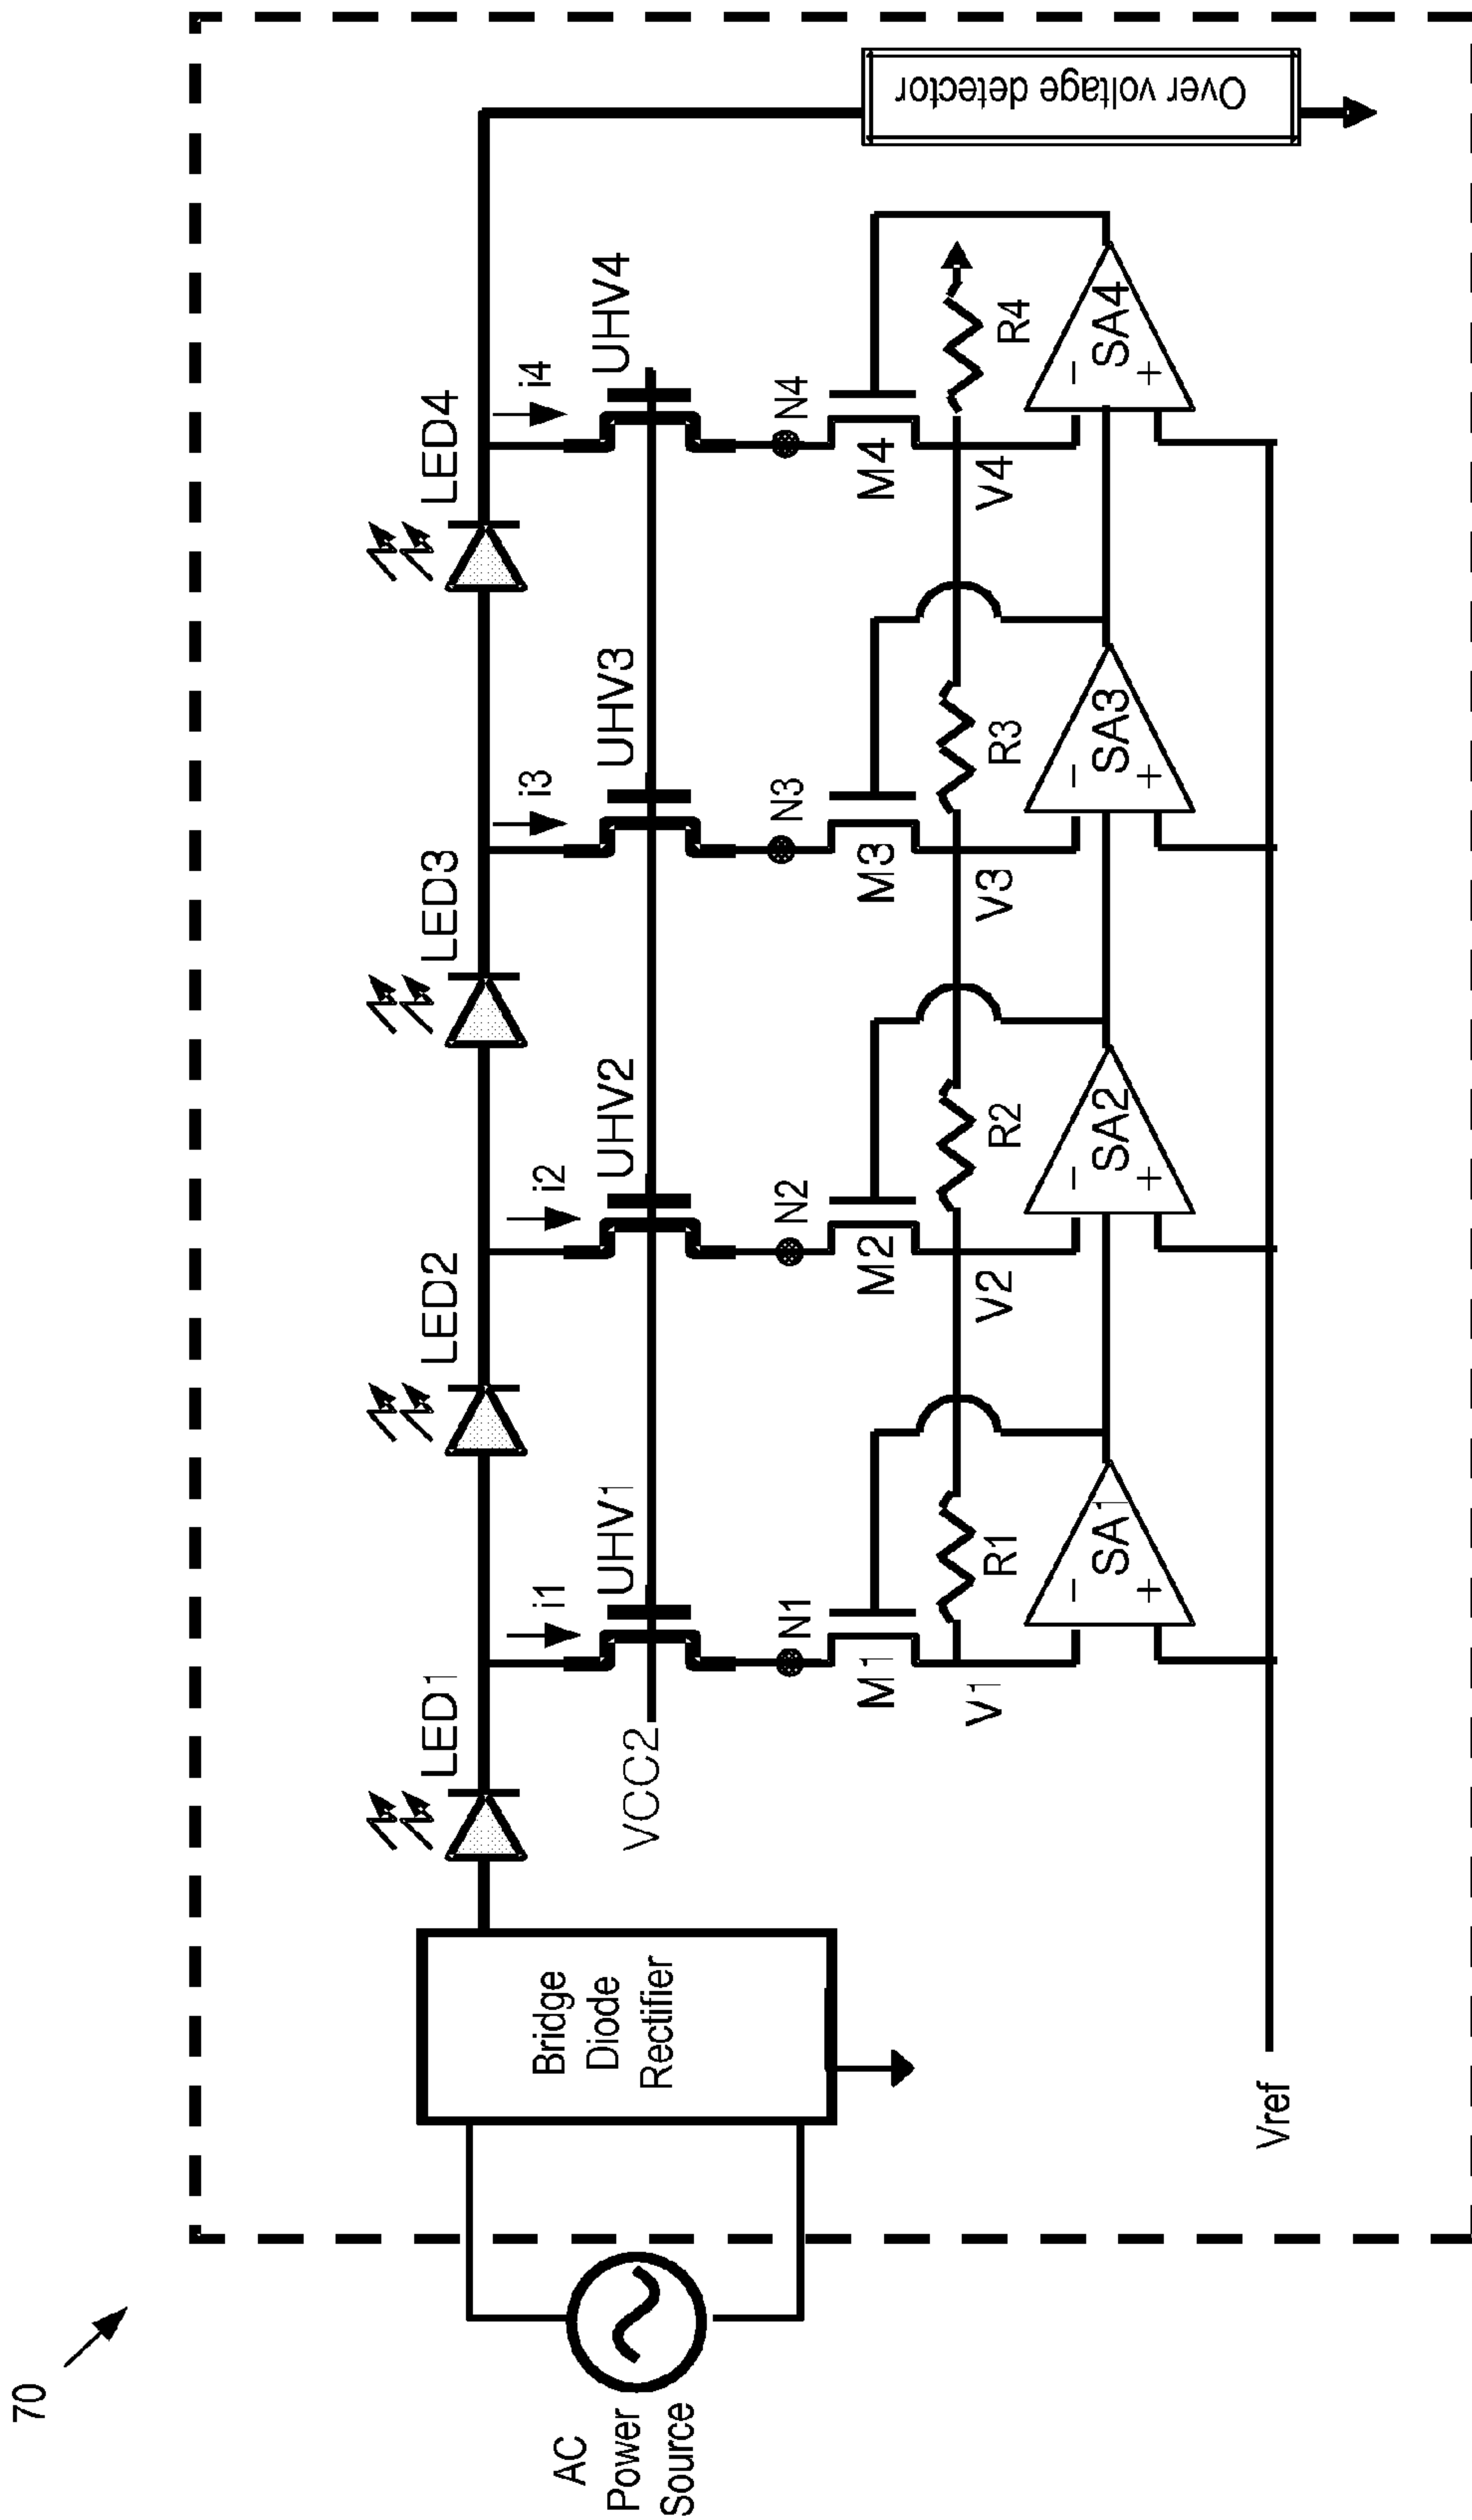 70
AC
Power
Source
Bridge
Diode
Rectifier
LED1
LED2
LED3
LED4
i1
i2
i3
i4
VCC2
UHV1
UHV2
UHV3
UHV4
N1
N2
N3
N4
M1
M2
M3
M4
V1
R1
V2
R2
V3
R3
V4
R4
− SA1 +
− SA2 +
− SA3 +
− SA4 +
Vref
Over voltage detector